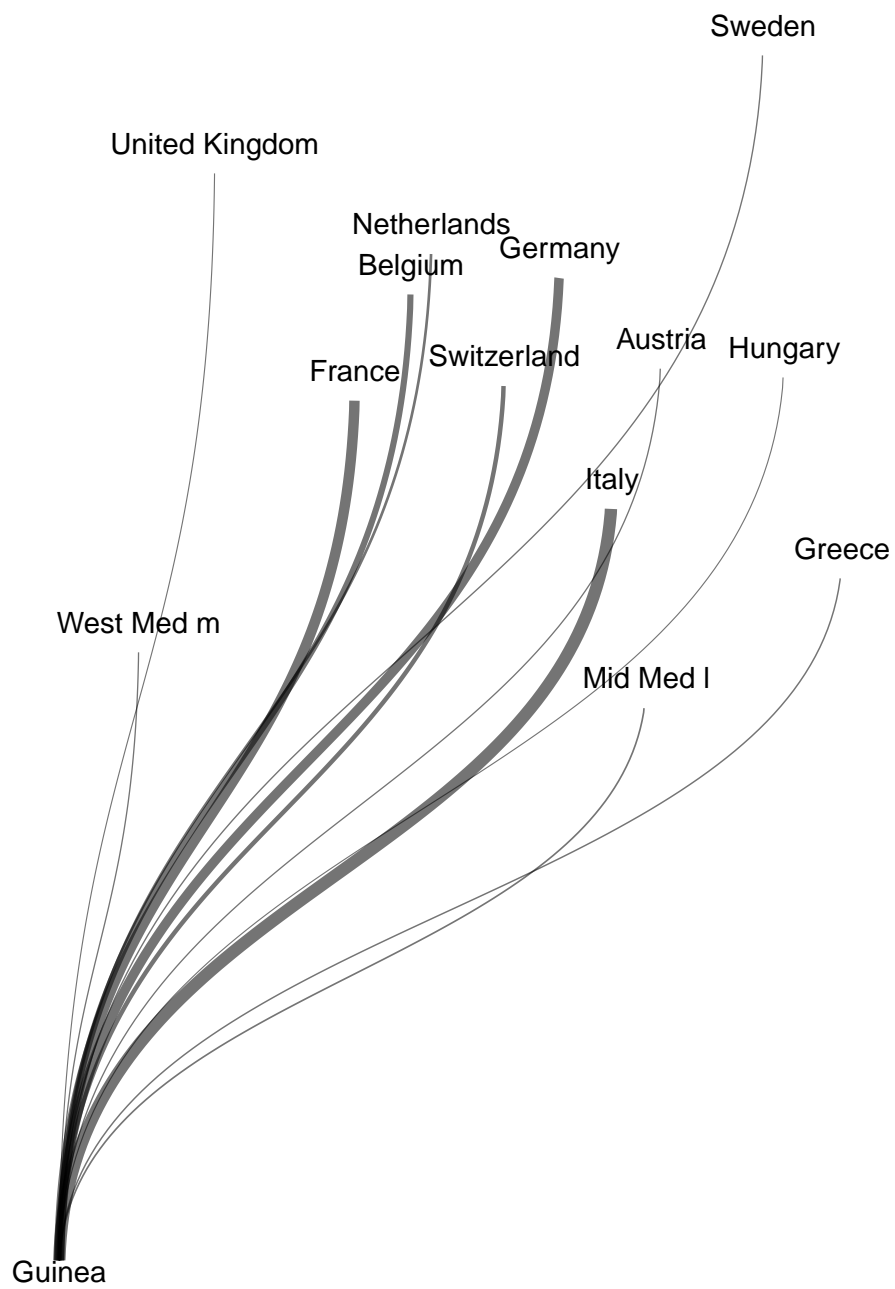 Sweden
United Kingdom
Netherlands
Germany
Belgium
Austria
Hungary
Switzerland
France
Italy
Greece
West Med m
Mid Med l
Guinea